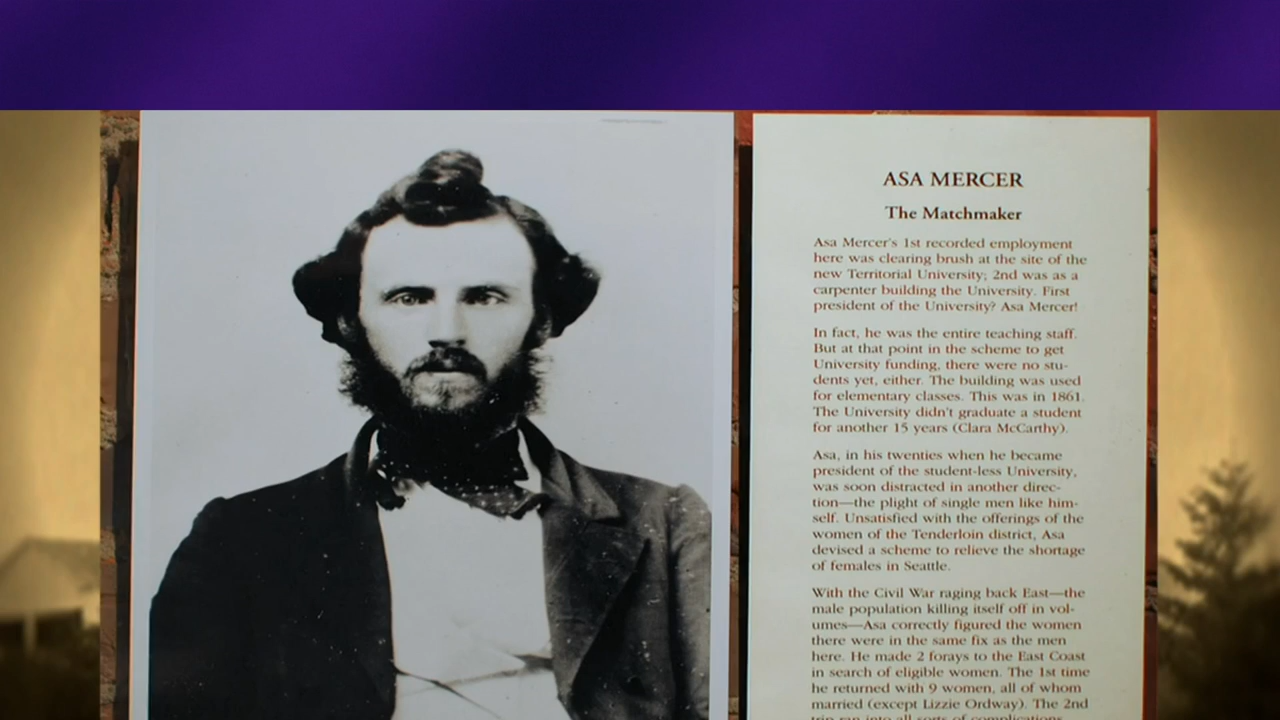 ASA MERCER
The Matchmaker
Asa Mercer's 1st recorded employment
here was clearing brush at the site of the
new Territorial University; 2nd was as a
carpenter building the University. First
president of the University? Asa Mercer!
In fact, he was the entire teaching staff.
But at that point in the scheme to get
University funding, there were no stu-
dents yet, either. The building was used
for elementary classes. This was in 1861.
The University didn't graduate a student
for another 15 years (Clara McCarthy).
Asa, in his twenties when he became
president of the student-less University,
was soon distracted in another direc-
tion—the plight of single men like him-
self. Unsatisfied with the offerings of the
women of the Tenderloin district, Asa
devised a scheme to relieve the shortage
of females in Seattle.
With the Civil War raging back East—the
male population killing itself off in vol-
umes—Asa correctly figured the women
there were in the same fix as the men
here. He made 2 forays to the East Coast
in search of eligible women. The 1st time
he returned with 9 women, all of whom
married (except Lizzie Ordway). The 2nd
trip ran into all sorts of complications